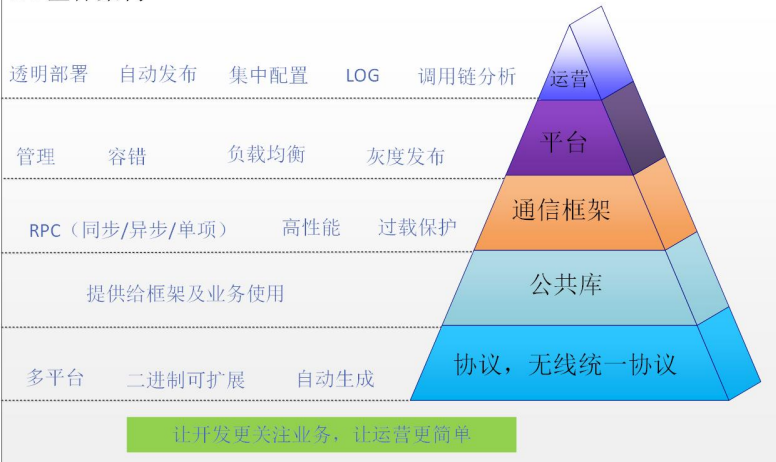 透明部署 自动发布 集中配置 LOG 调用链分析 运营
管理 容错 负载均衡 灰度发布 平台
RPC（同步/异步/单项） 高性能 过载保护 通信框架
提供给框架及业务使用 公共库
多平台 二进制可扩展 自动生成 协议，无线统一协议
让开发更关注业务，让运营更简单